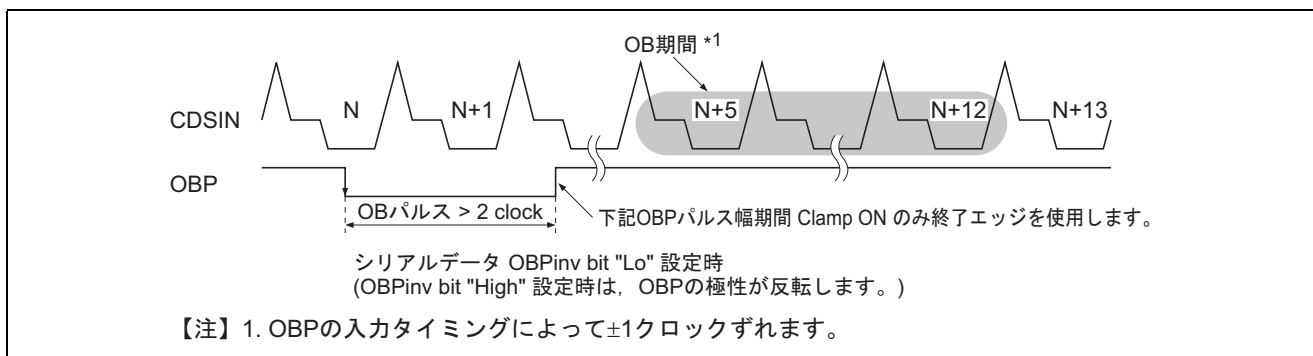 OB期間 *1
CDSIN
N
N+1
N+5
N+12
N+13
OBP
OBパルス > 2 clock
下記OBPパルス幅期間 Clamp ON のみ終了エッジを使用します。
シリアルデータ OBPinv bit "Lo" 設定時
(OBPinv bit "High" 設定時は，OBPの極性が反転します。)
【注】1. OBPの入力タイミングによって±1クロックずれます。